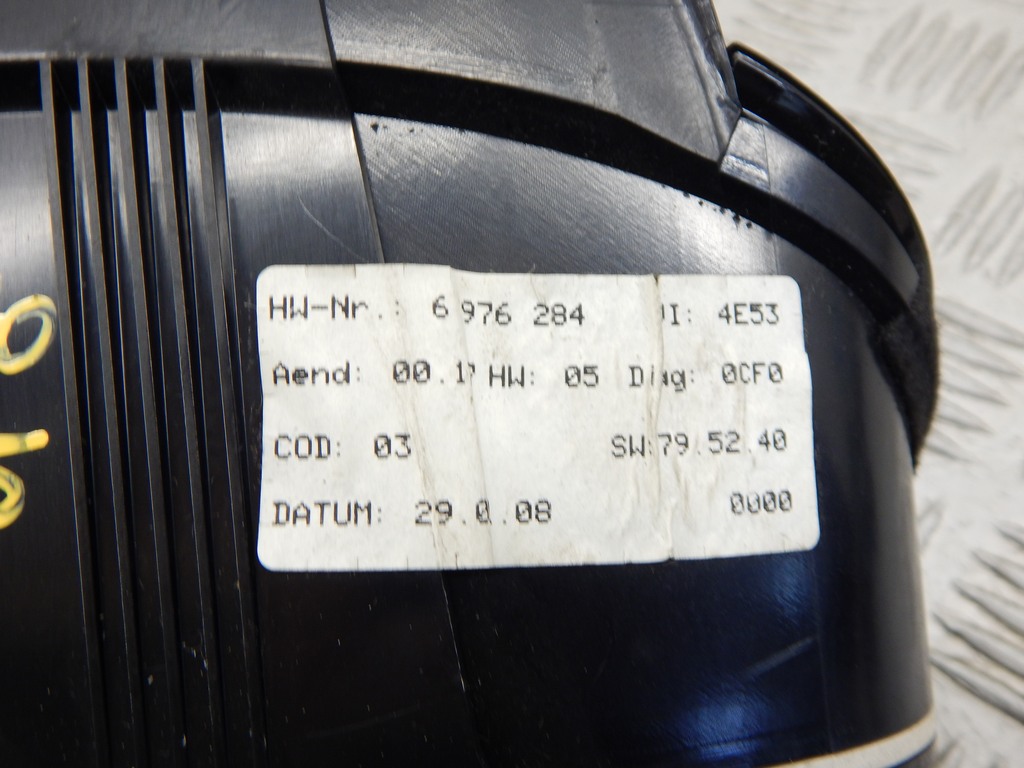 HW-Nr.: 6 976 284 I: 4E53
Aend: 00.1 HW: 05 Diag: 0CF0
COD: 03 SW:79.52.40
DATUM: 29.0.08 0000